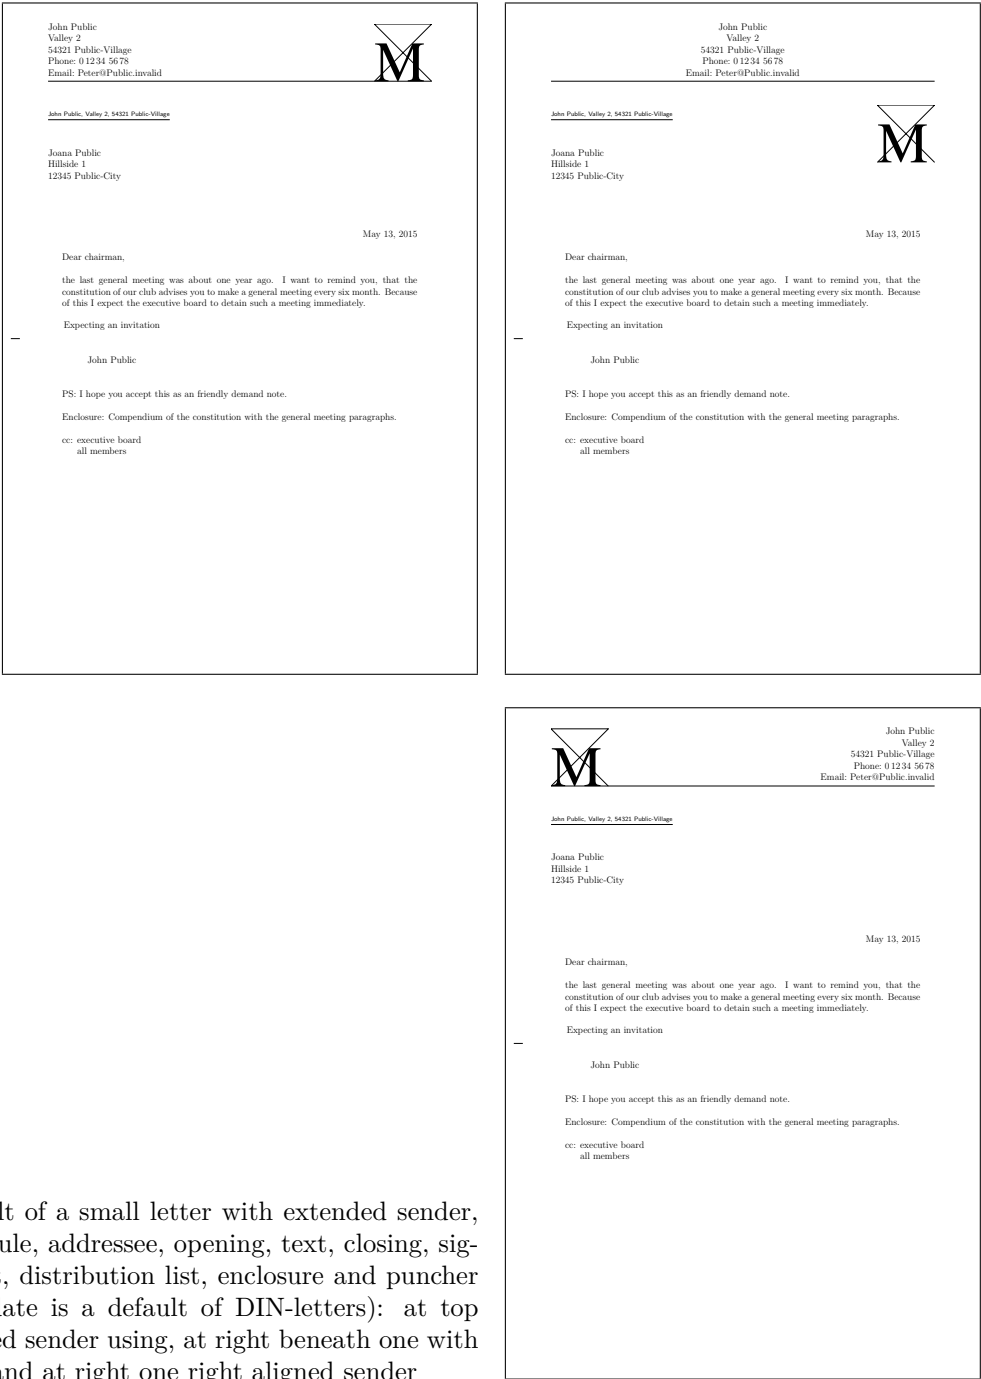 John Public
Valley 2
54321 Public-Village
Phone: 0 12 34 56 78
Email: Peter@Public.invalid
M
John Public, Valley 2, 54321 Public-Village
Joana Public
Hillside 1
12345 Public-City
May 13, 2015
Dear chairman,
the last general meeting was about one year ago. I want to remind you, that the
constitution of our club advises you to make a general meeting every six month. Because
of this I expect the executive board to detain such a meeting immediately.
Expecting an invitation
John Public
PS: I hope you accept this as an friendly demand note.
Enclosure: Compendium of the constitution with the general meeting paragraphs.
cc: executive board
all members
John Public
Valley 2
54321 Public-Village
Phone: 0 12 34 56 78
Email: Peter@Public.invalid
M
John Public, Valley 2, 54321 Public-Village
Joana Public
Hillside 1
12345 Public-City
May 13, 2015
Dear chairman,
the last general meeting was about one year ago. I want to remind you, that the
constitution of our club advises you to make a general meeting every six month. Because
of this I expect the executive board to detain such a meeting immediately.
Expecting an invitation
John Public
PS: I hope you accept this as an friendly demand note.
Enclosure: Compendium of the constitution with the general meeting paragraphs.
cc: executive board
all members
M
John Public
Valley 2
54321 Public-Village
Phone: 0 12 34 56 78
Email: Peter@Public.invalid
John Public, Valley 2, 54321 Public-Village
Joana Public
Hillside 1
12345 Public-City
May 13, 2015
Dear chairman,
the last general meeting was about one year ago. I want to remind you, that the
constitution of our club advises you to make a general meeting every six month. Because
of this I expect the executive board to detain such a meeting immediately.
Expecting an invitation
John Public
PS: I hope you accept this as an friendly demand note.
Enclosure: Compendium of the constitution with the general meeting paragraphs.
cc: executive board
all members
lt of a small letter with extended sender,
ule, addressee, opening, text, closing, sig-
, distribution list, enclosure and puncher
ate is a default of DIN-letters): at top
ed sender using, at right beneath one with
and at right one right aligned sender